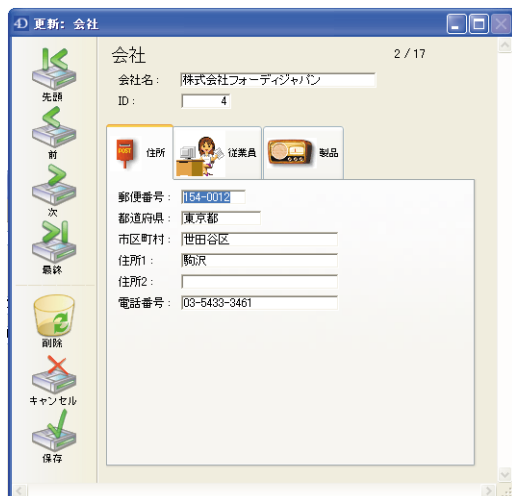 4D 更新: 会社
先頭
前
次
最終
削除
キャンセル
保存
会社
2 / 17
会社名: 株式会社フォーディジャパン
ID: 4
住所 従業員 製品
郵便番号: 154-0012
都道府県: 東京都
市区町村: 世田谷区
住所1: 駒沢
住所2:
電話番号: 03-5433-3461